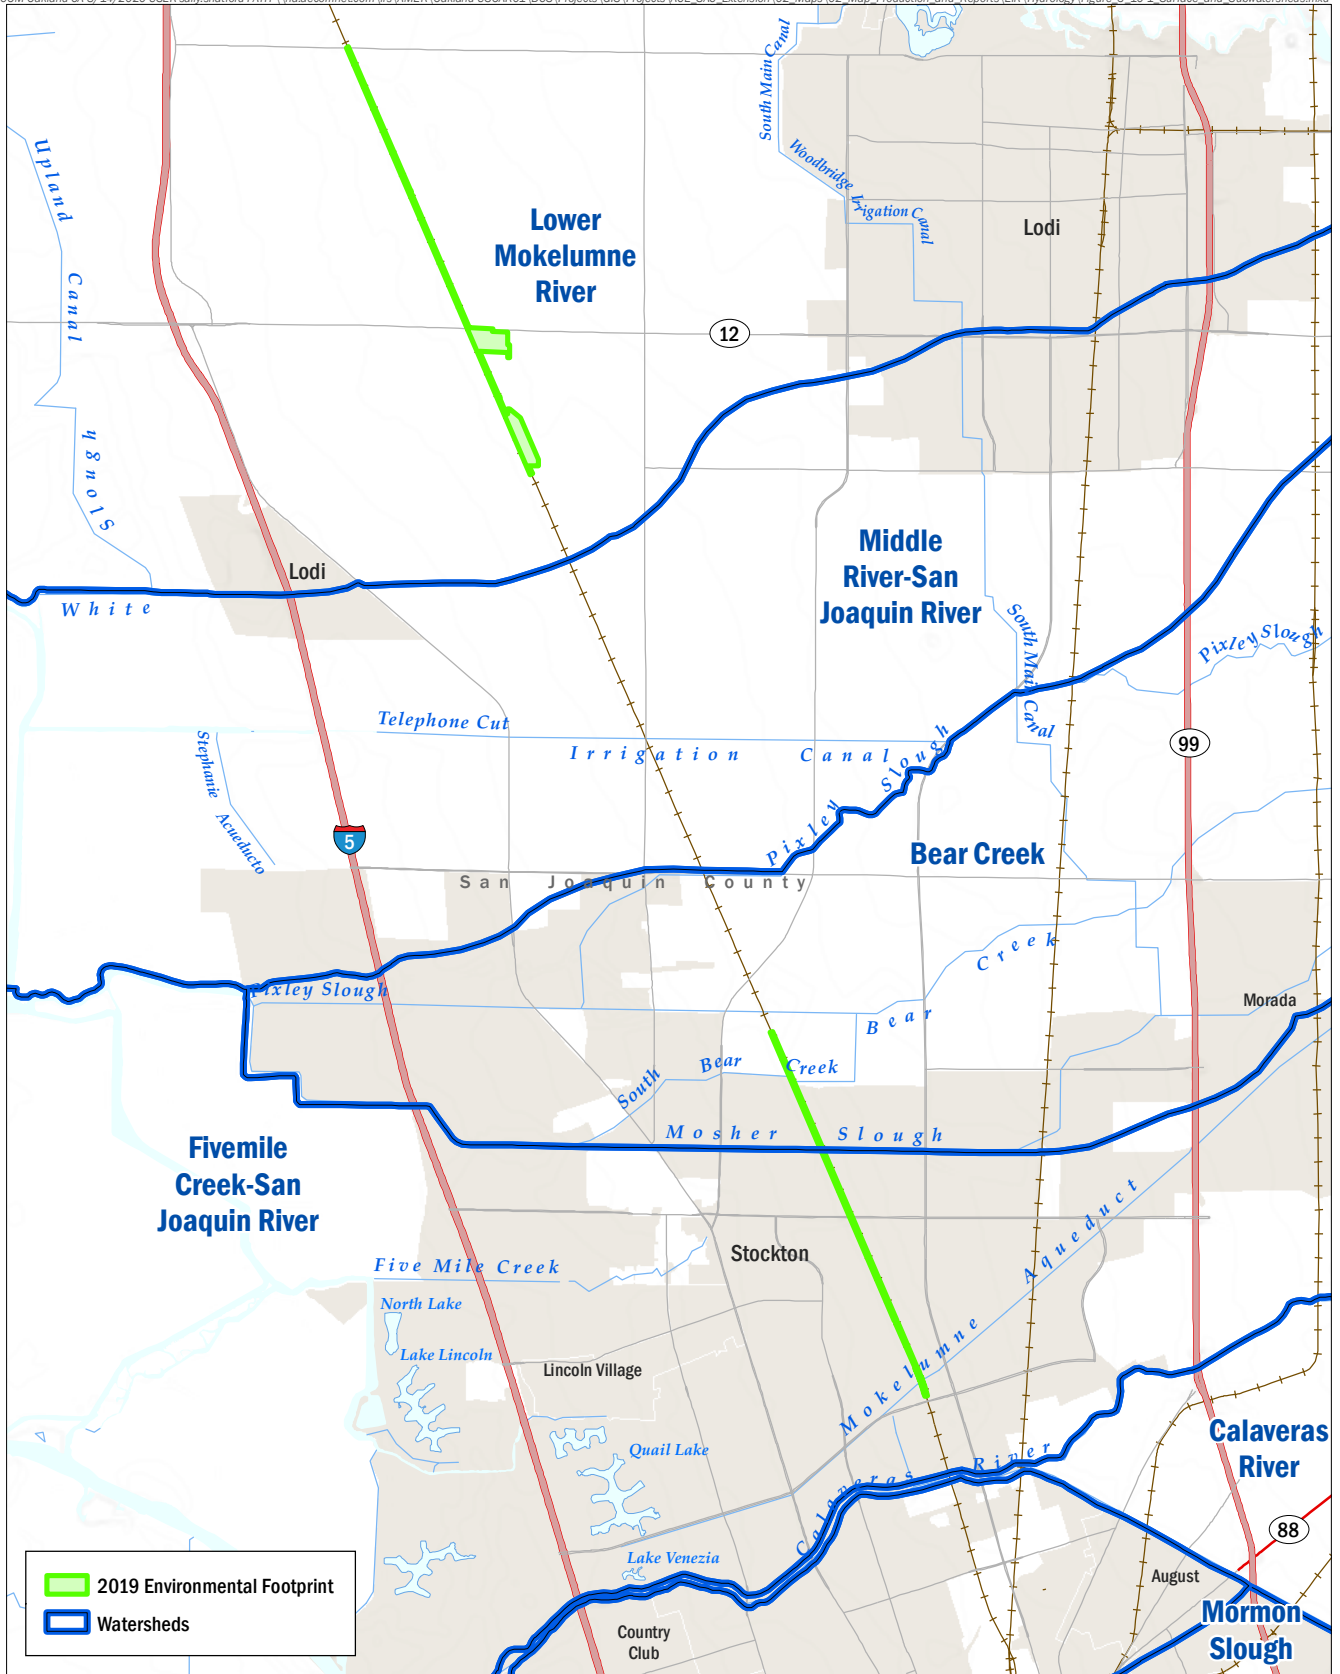 South Main Canal
Woodbridge Irrigation Canal
Upland Canal
Lower
Mokelumne
River
Lodi
12
Slough
Middle
River-San
Joaquin River
Lodi
White
South Main Canal
Pixley Slough
Telephone Cut
Irrigation Canal
99
Stephanie Acueducto
5
Pixley Slough
Bear Creek
San Joaquin County
Bear Creek
Pixley Slough
Morada
South Bear Creek
Mosher Slough
Fivemile
Creek-San
Joaquin River
Stockton
Mokelumne Aqueduct
Five Mile Creek
North Lake
Lake Lincoln
Lincoln Village
Quail Lake
Calaveras River
Calaveras
River
88
Lake Venezia
August
2019 Environmental Footprint
Watersheds
Country
Club
Mormon
Slough